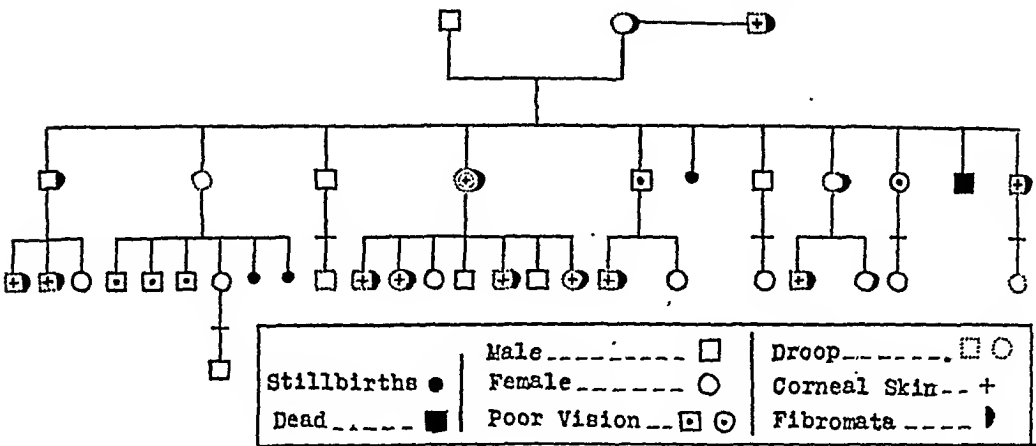 Stillbirths
Dead
Male
Female
Poor Vision
Droop
Corneal Skin
Fibromata